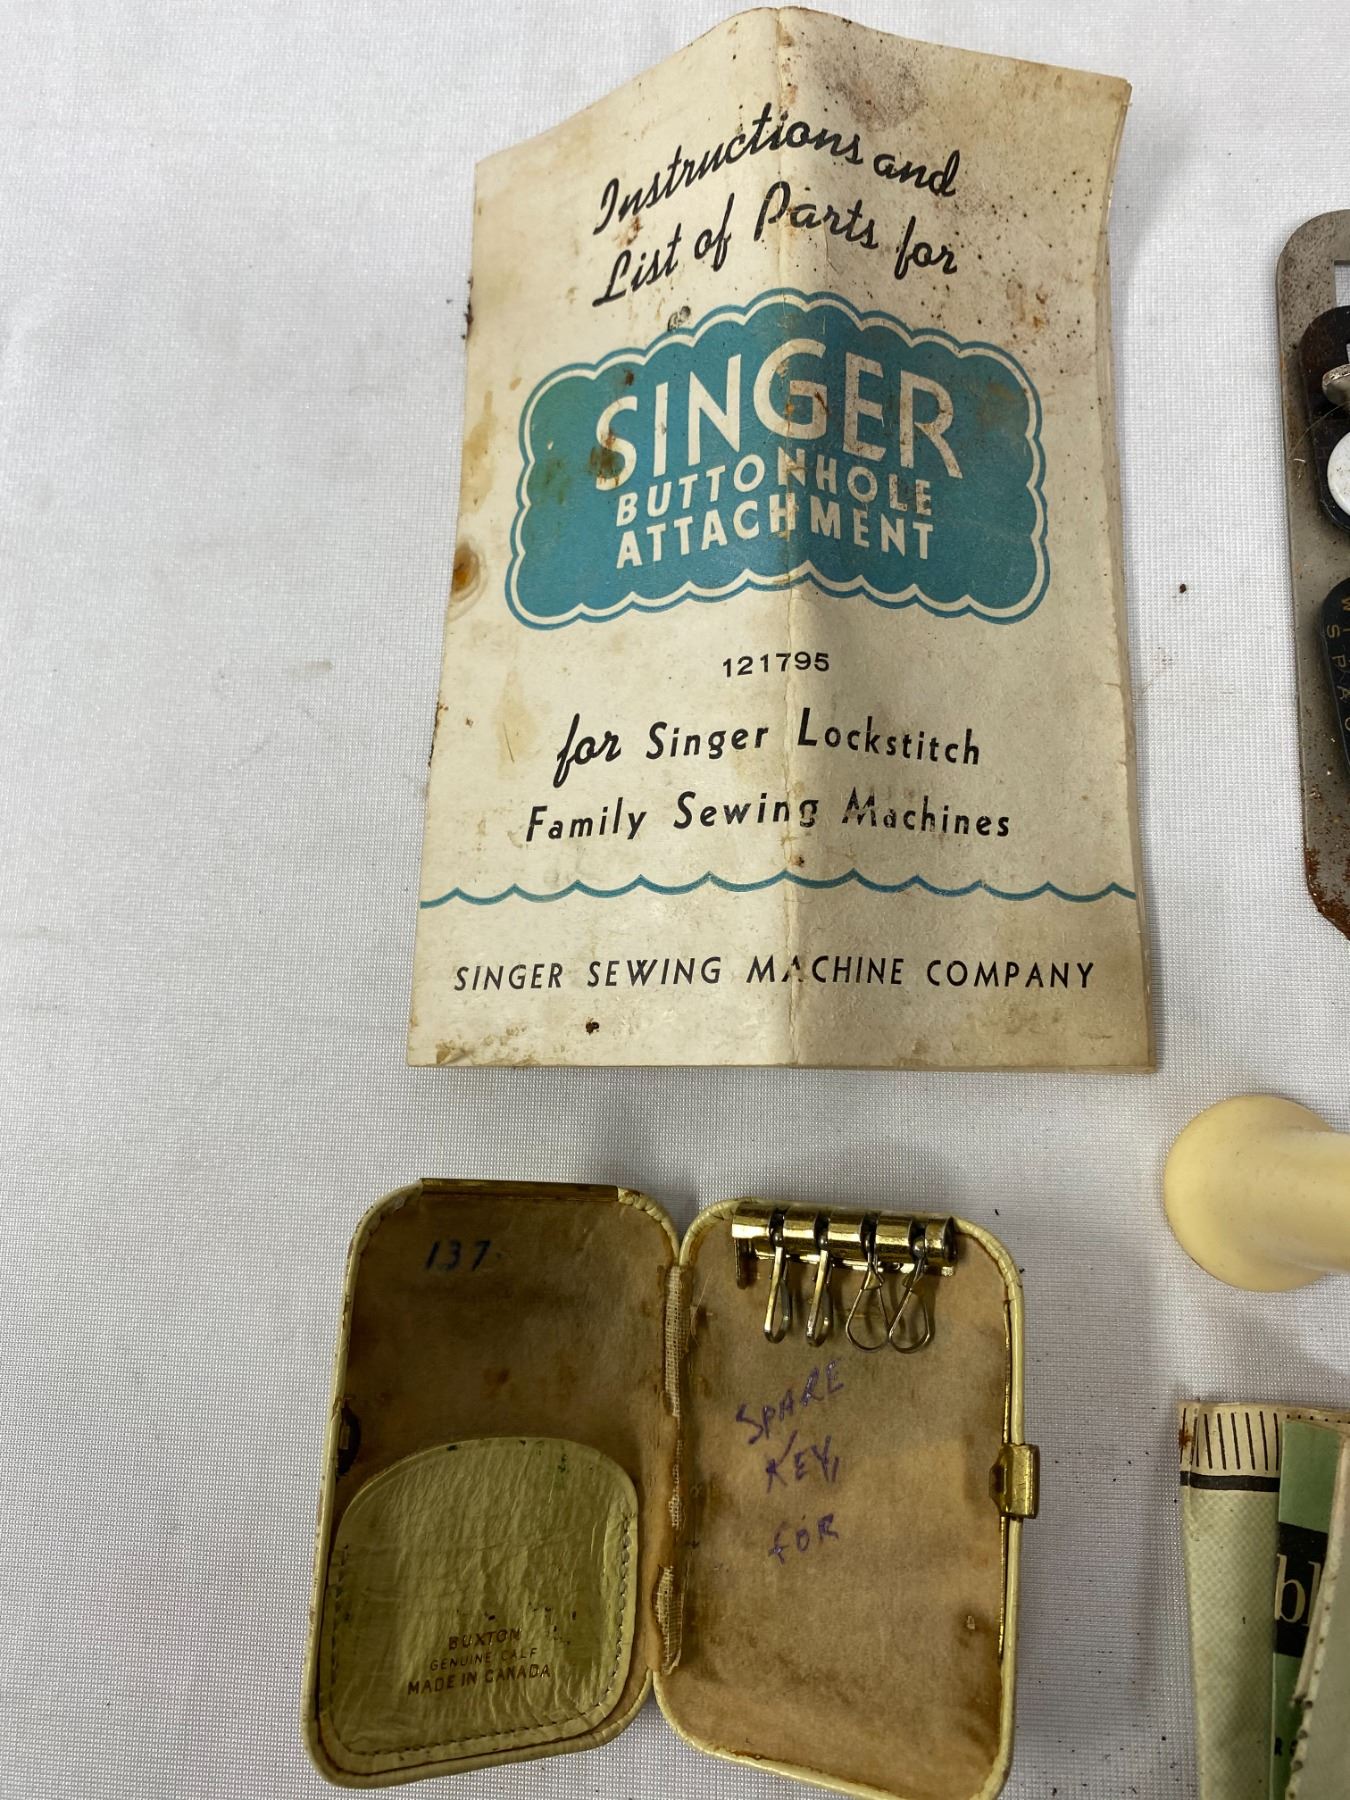 Instructions and
List of Parts for
SINGER
BUTTONHOLE
ATTACHMENT
121795
for Singer Lockstitch
Family Sewing Machines
SINGER SEWING MACHINE COMPANY
137
SPARE
KEY,
FOR
BUXTON
GENUINE CALF
MADE IN CANADA
bl